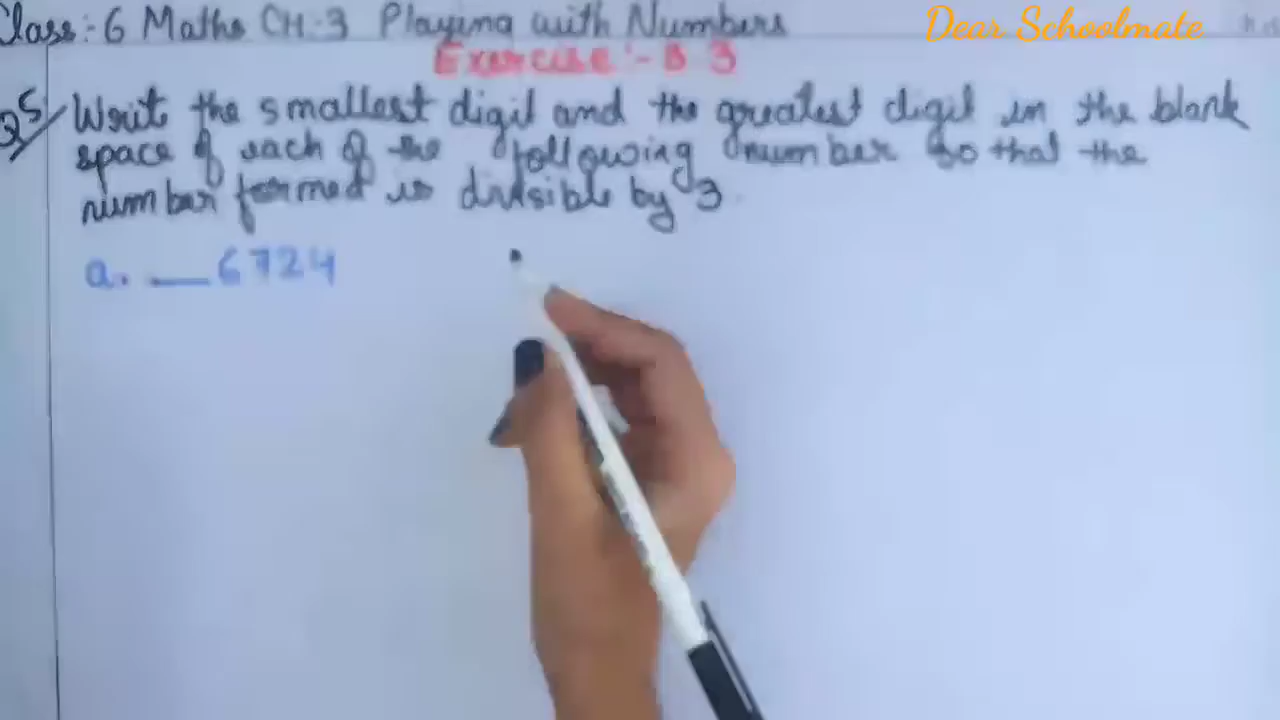 Class:- 6 Maths CH-3 Playing with Numbers
Dear Schoolmate
Exercise:- 3.3
Q5 Write the smallest digit and the greatest digit in the blank
space of each of the following number so that the
number formed is divisible by 3.
a. __6724